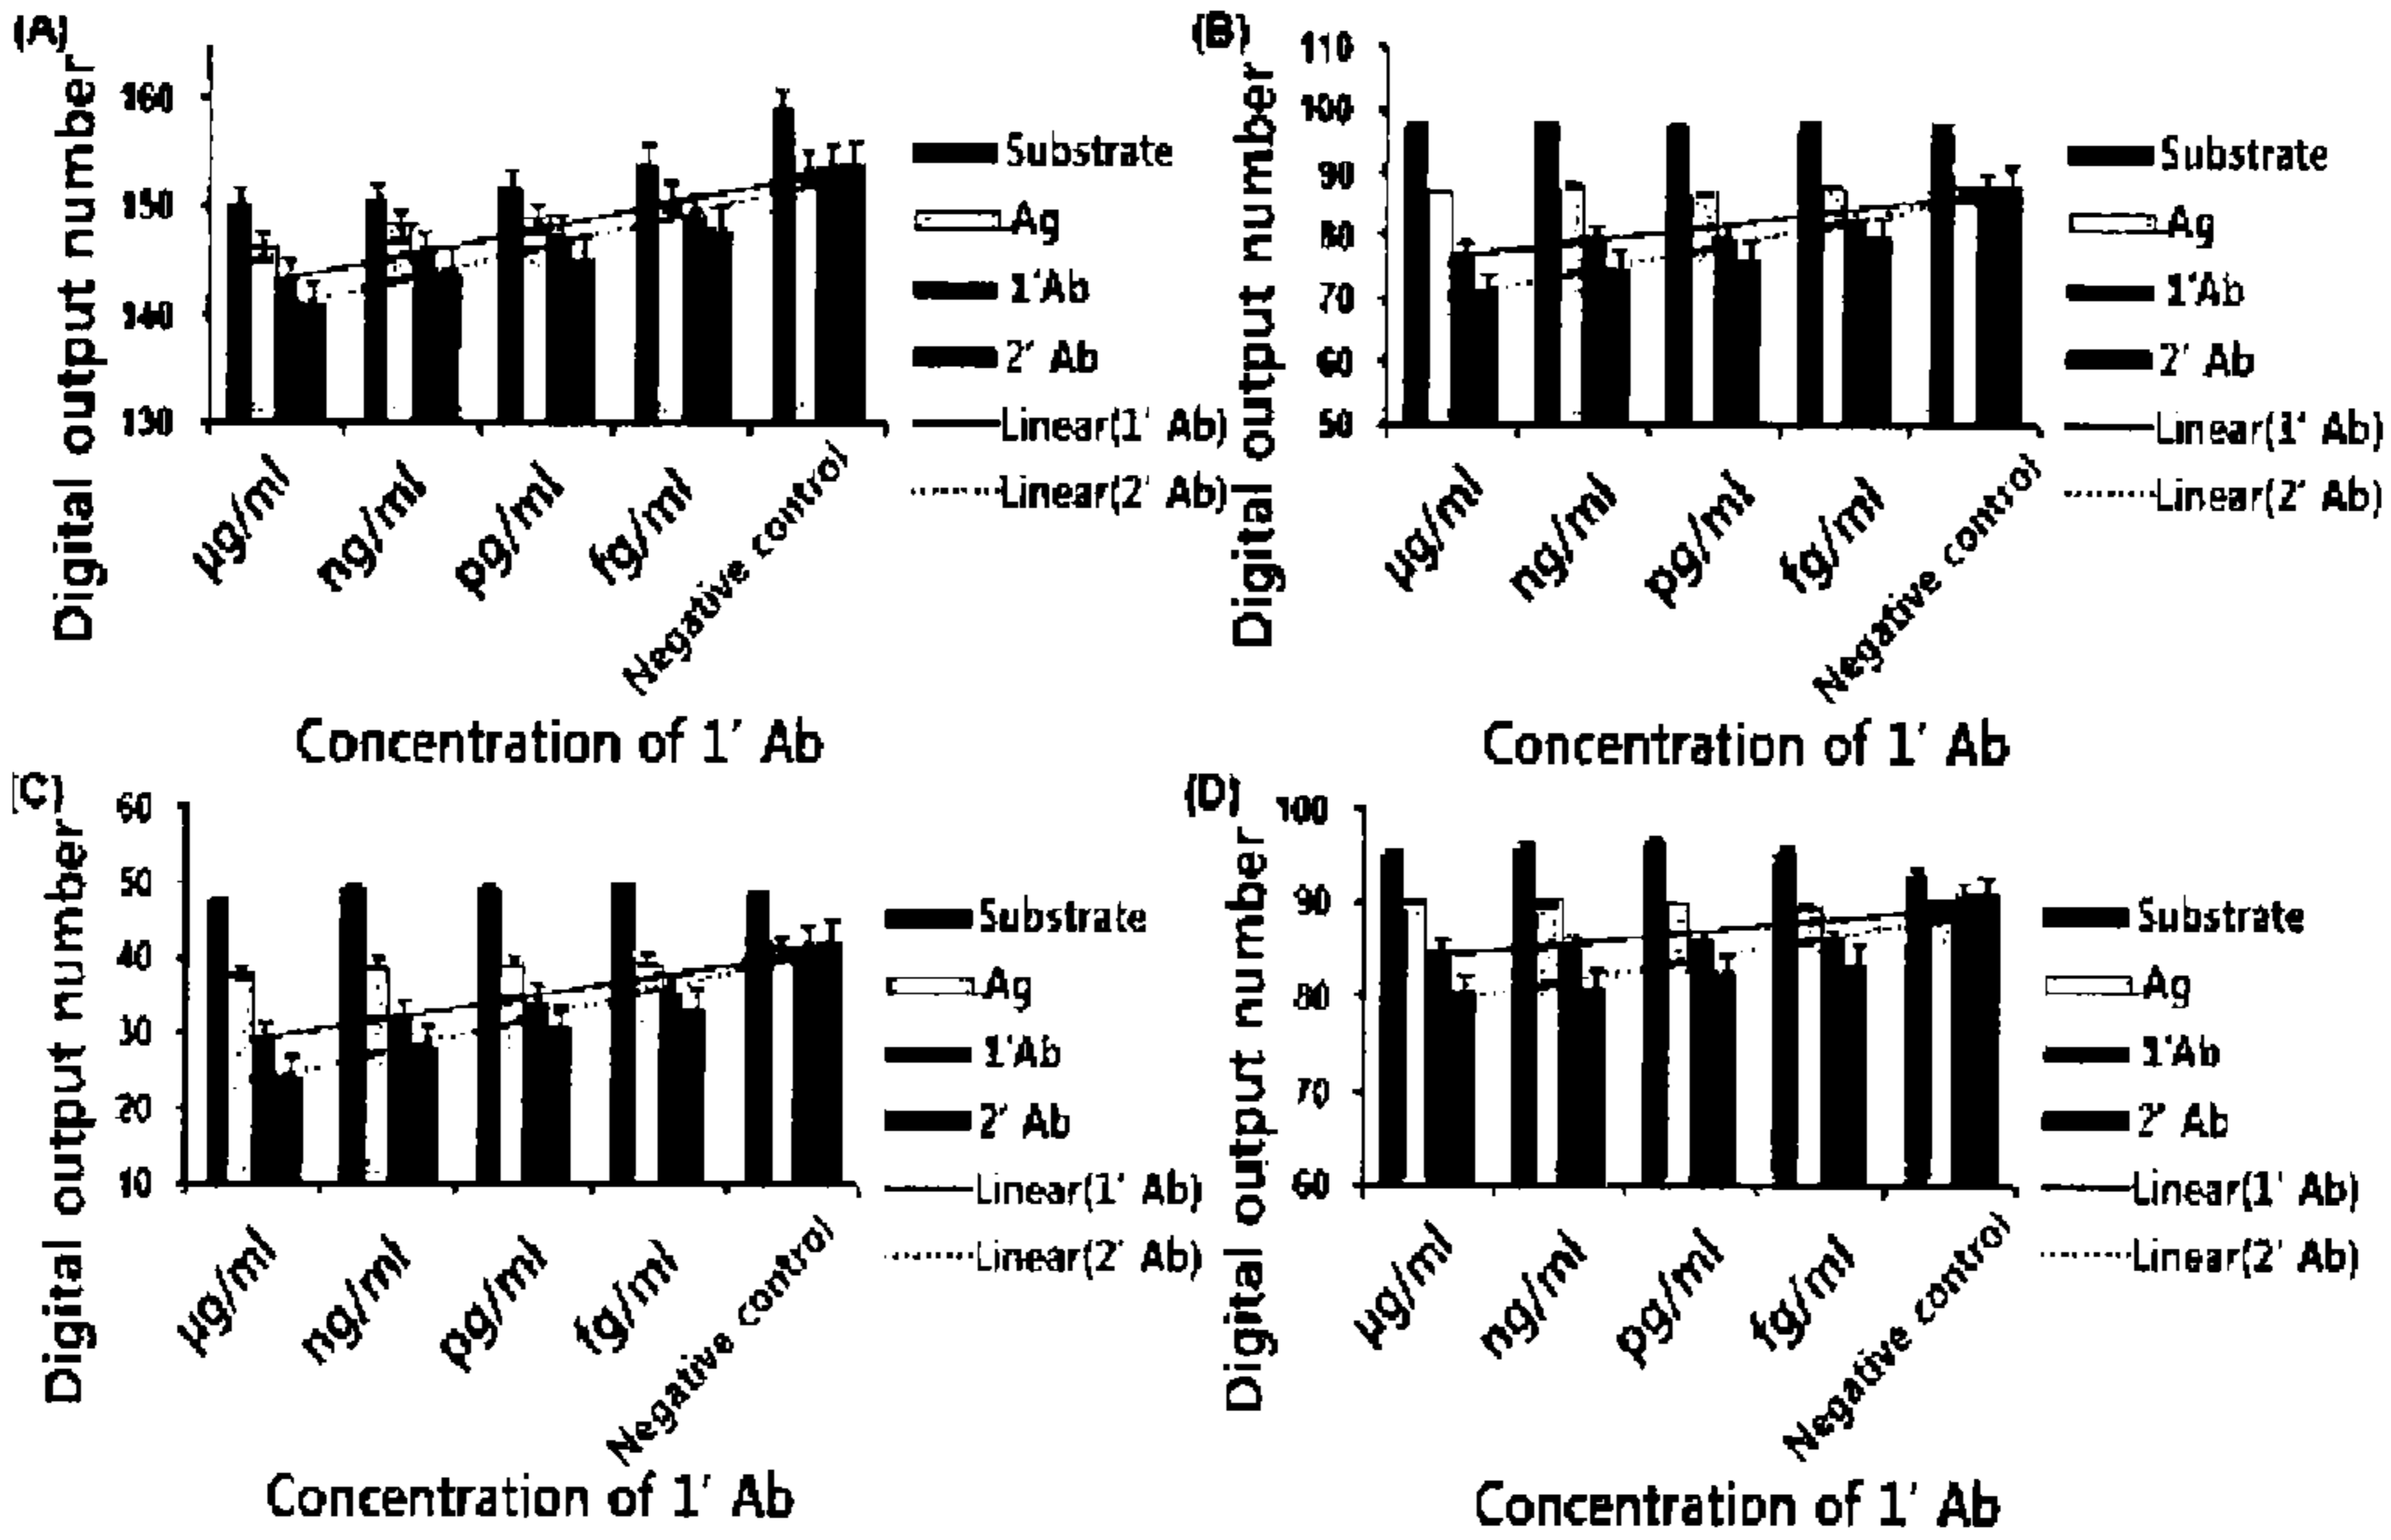 (A)
Digital output number
160
150
140
130
Substrate
Ag
1'Ab
2' Ab
Linear(1' Ab)
Linear(2' Ab)
μg/ml
ng/ml
pg/ml
fg/ml
Negative control
Concentration of 1' Ab
(B)
Digital output number
110
100
90
80
70
60
50
Substrate
Ag
1'Ab
2' Ab
Linear(1' Ab)
Linear(2' Ab)
μg/ml
ng/ml
pg/ml
fg/ml
Negative control
Concentration of 1' Ab
(C)
Digital output number
60
50
40
30
20
10
Substrate
Ag
1'Ab
2' Ab
Linear(1' Ab)
Linear(2' Ab)
μg/ml
ng/ml
pg/ml
fg/ml
Negative control
Concentration of 1' Ab
(D)
Digital output number
100
90
80
70
60
Substrate
Ag
1'Ab
2' Ab
Linear(1' Ab)
Linear(2' Ab)
μg/ml
ng/ml
pg/ml
fg/ml
Negative control
Concentration of 1' Ab